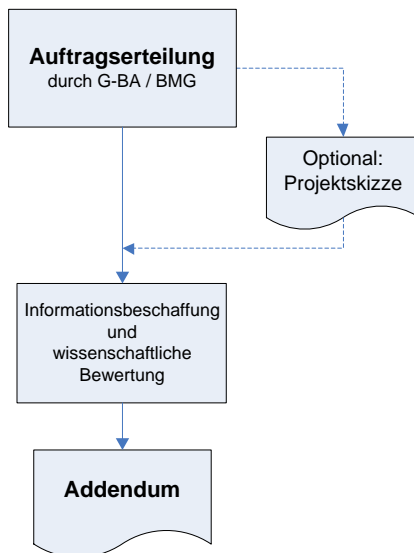 Auftragserteilung
durch G-BA / BMG
Optional:
Projektskizze
Informationsbeschaffung
und
wissenschaftliche
Bewertung
Addendum